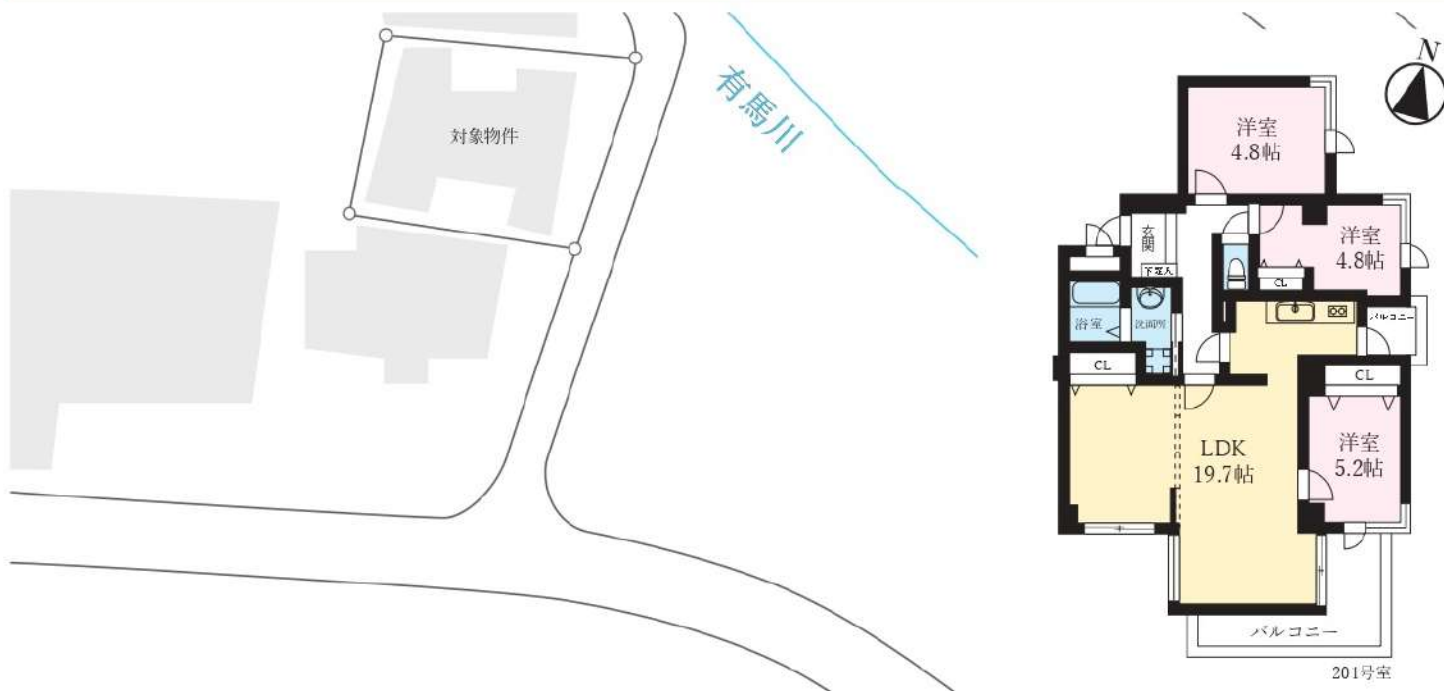 対象物件
有馬川
N
洋室
4.8帖
玄関
下足入
洋室
4.8帖
CL
浴室
洗面所
バルコニー
CL
CL
LDK
19.7帖
洋室
5.2帖
バルコニー
201号室